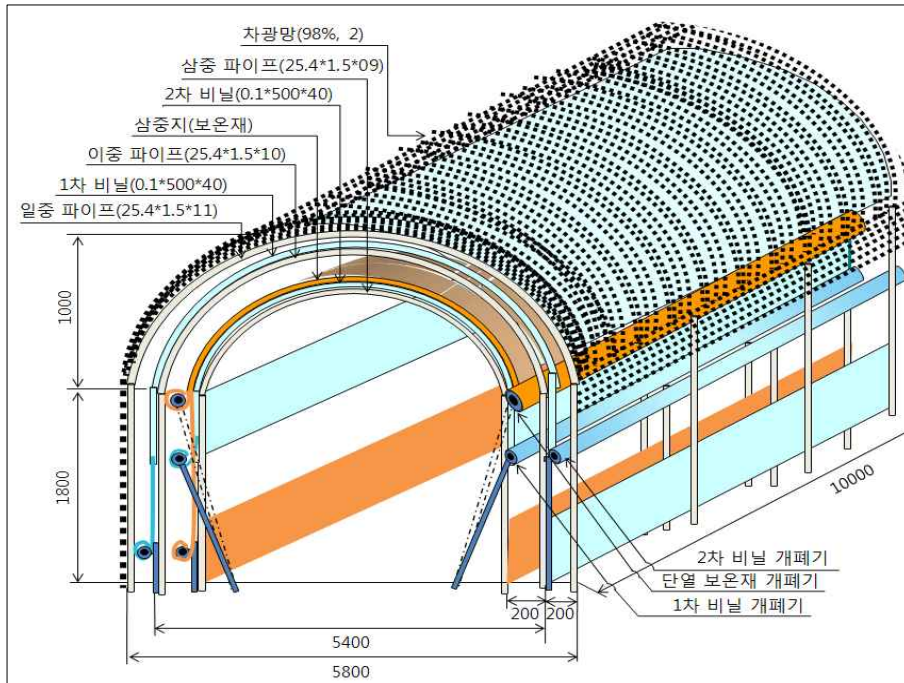 차광망(98%, 2)
삼중 파이프(25.4*1.5*09)
2차 비닐(0.1*500*40)
삼중지(보온재)
이중 파이프(25.4*1.5*10)
1차 비닐(0.1*500*40)
일중 파이프(25.4*1.5*11)
1000
1800
10000
2차 비닐 개폐기
단열 보온재 개폐기
1차 비닐 개폐기
200
200
5400
5800